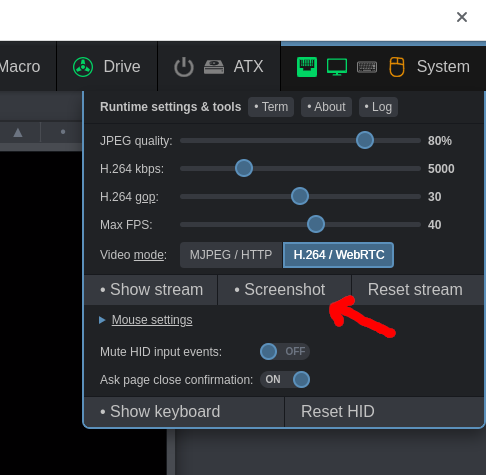 Macro Drive ATX System
Runtime settings & tools • Term • About • Log
JPEG quality: 80%
H.264 kbps: 5000
H.264 gop: 30
Max FPS: 40
Video mode: MJPEG / HTTP H.264 / WebRTC
• Show stream • Screenshot Reset stream
Mouse settings
Mute HID input events: OFF
Ask page close confirmation: ON
• Show keyboard Reset HID